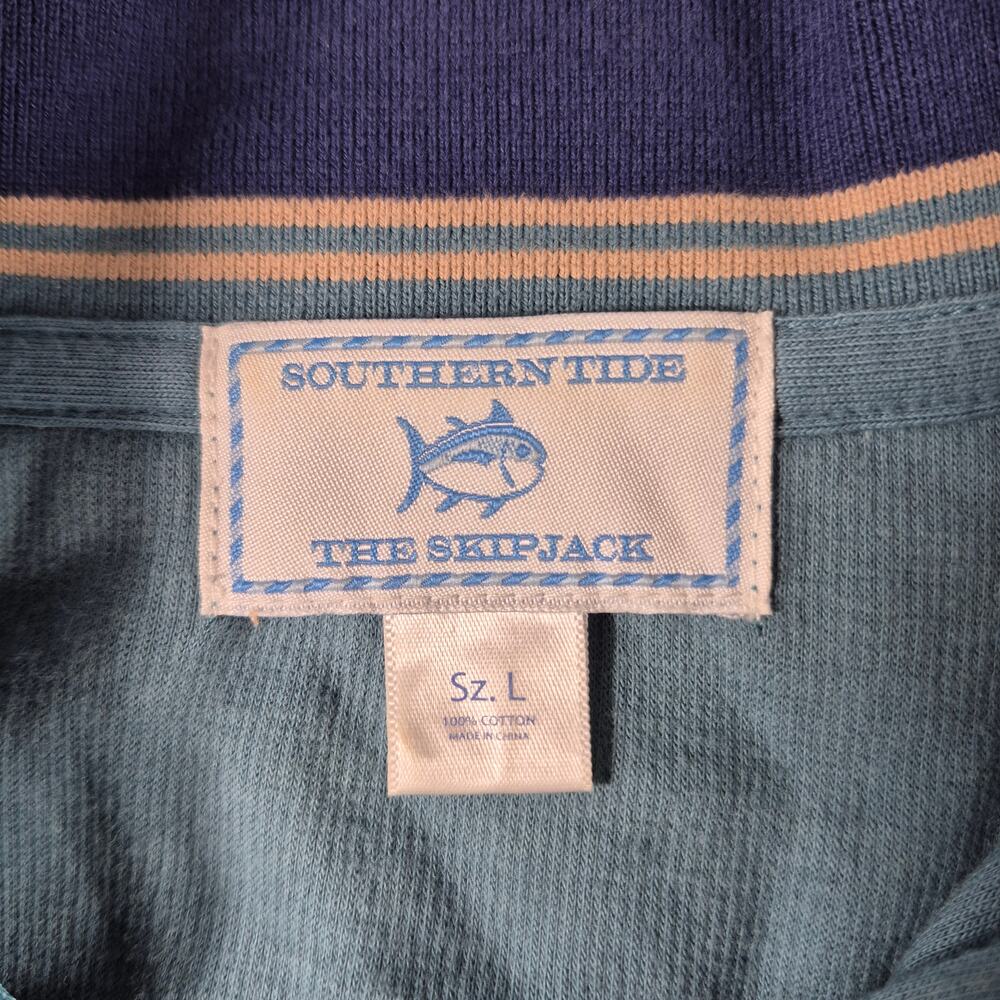 SOUTHERN TIDE
THE SKIPJACK
Sz. L
100% COTTON
MADE IN CHINA